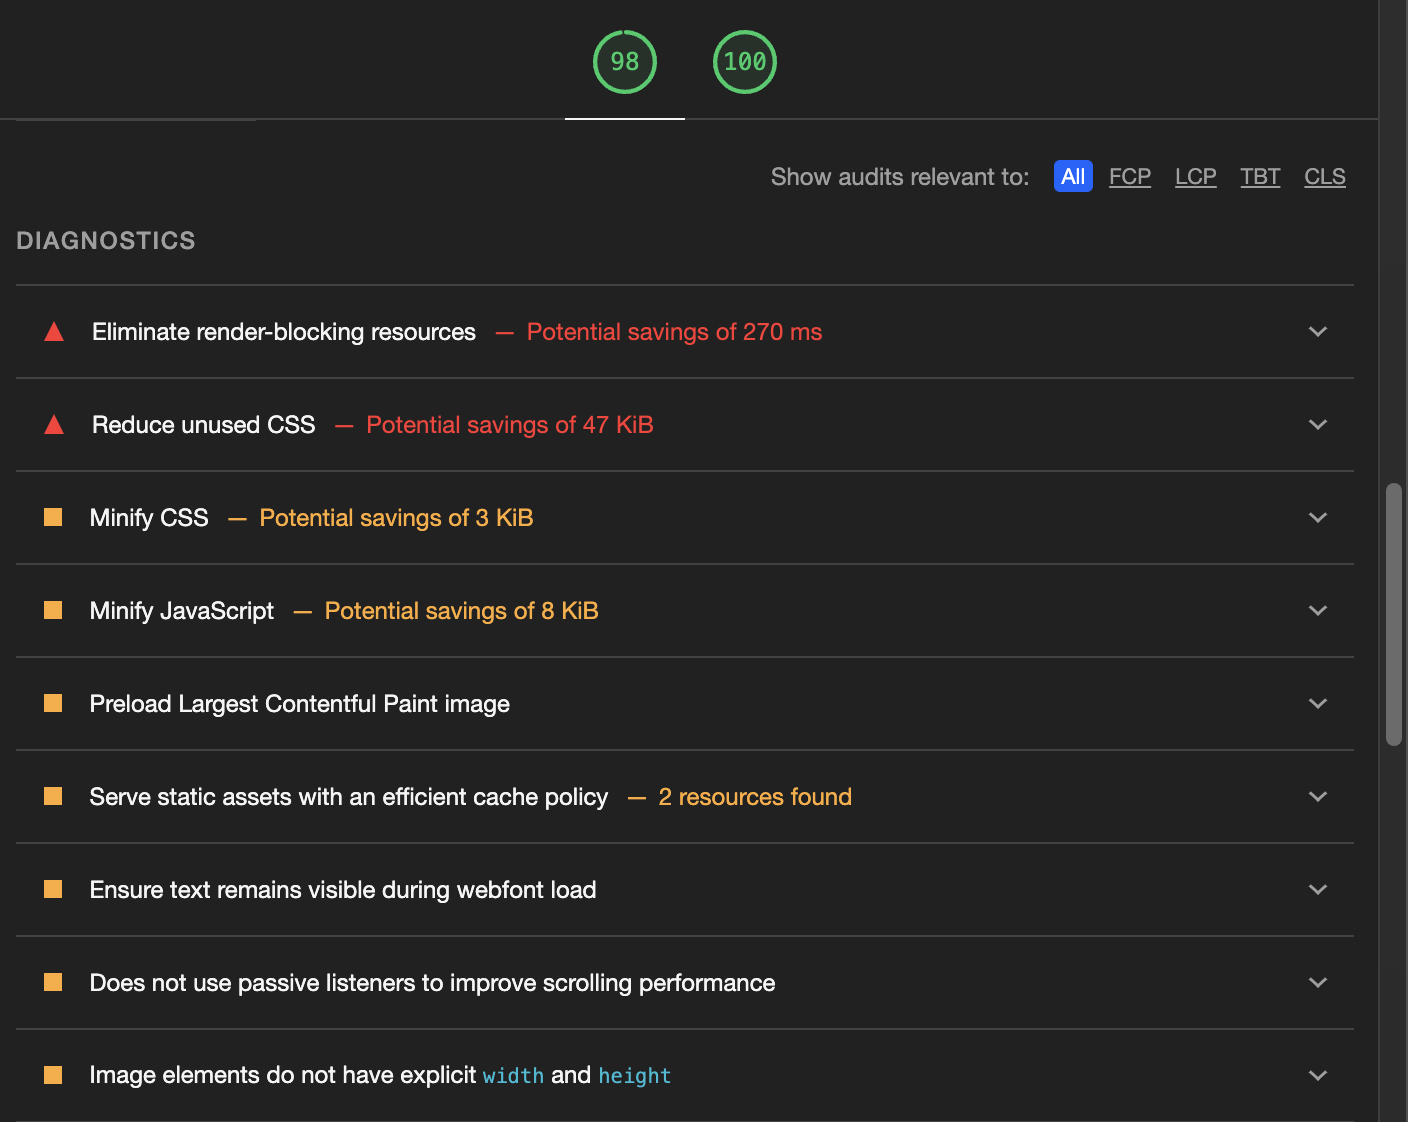 98 100
Show audits relevant to: All FCP LCP TBT CLS
DIAGNOSTICS
Eliminate render-blocking resources — Potential savings of 270 ms
Reduce unused CSS — Potential savings of 47 KiB
Minify CSS — Potential savings of 3 KiB
Minify JavaScript — Potential savings of 8 KiB
Preload Largest Contentful Paint image
Serve static assets with an efficient cache policy — 2 resources found
Ensure text remains visible during webfont load
Does not use passive listeners to improve scrolling performance
Image elements do not have explicit width and height